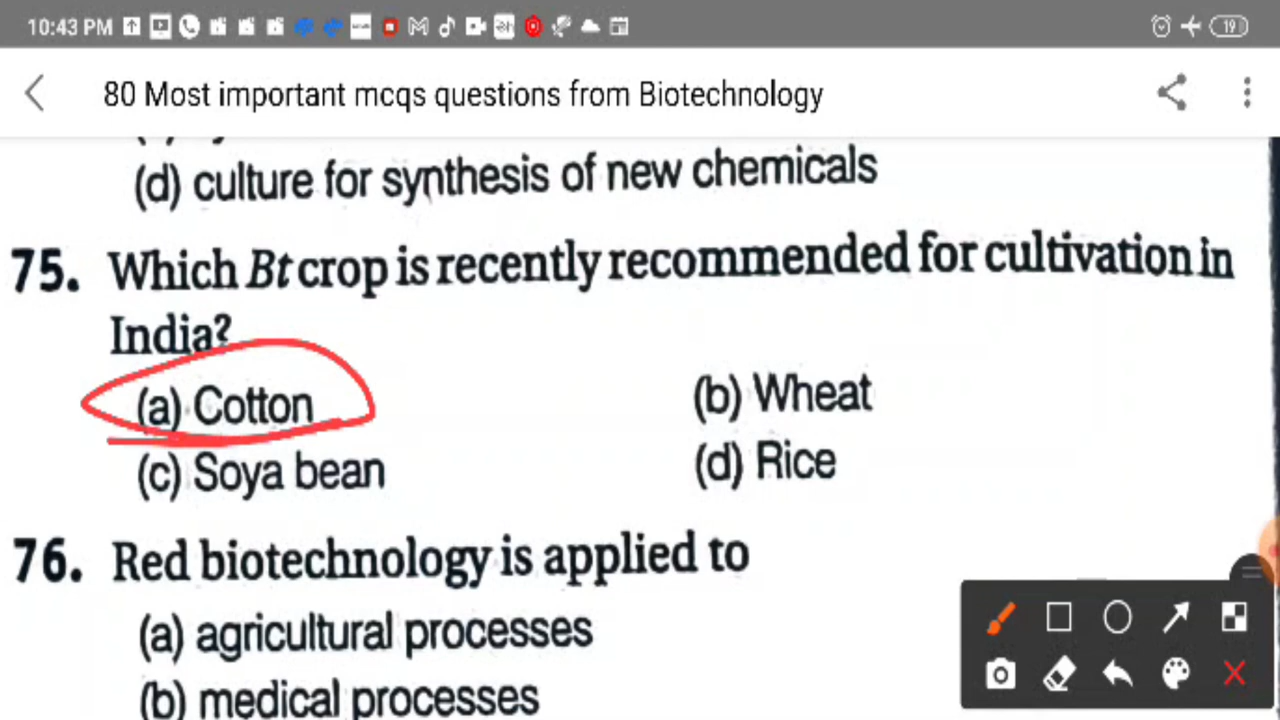 10:43 PM
19
80 Most important mcqs questions from Biotechnology
(d) culture for synthesis of new chemicals
75. Which Bt crop is recently recommended for cultivation in
India?
(a) Cotton
(b) Wheat
(c) Soya bean
(d) Rice
76. Red biotechnology is applied to
(a) agricultural processes
(b) medical processes